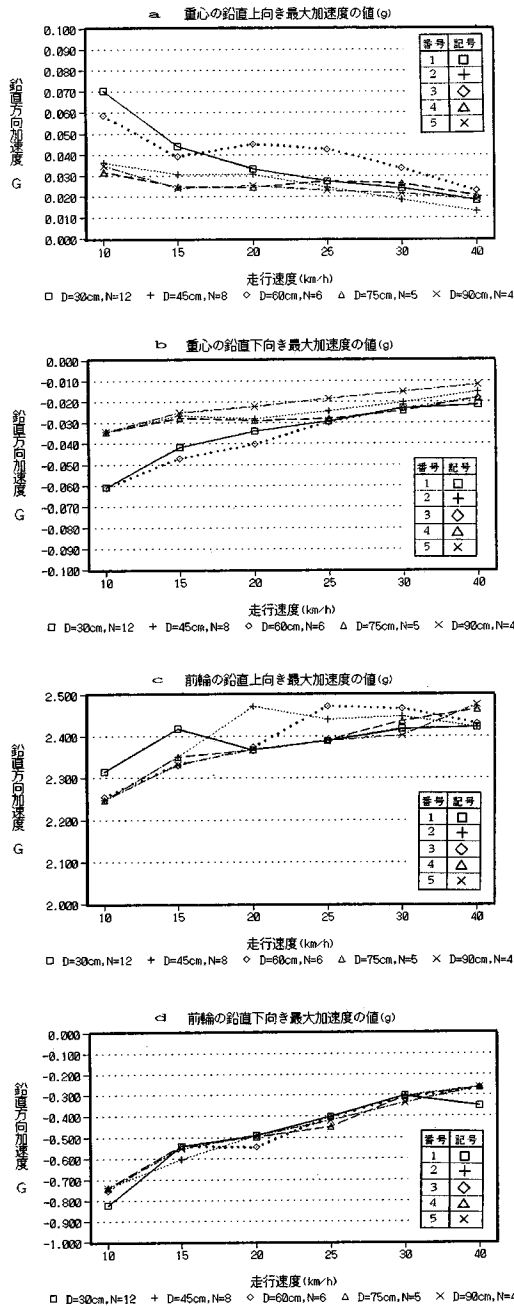 a 重心の鉛直上向き最大加速度の値(g)
鉛直方向加速度 G
0.100
0.090
0.080
0.070
0.060
0.050
0.040
0.030
0.020
0.010
0.000
番号 記号
1 □
2 +
3 ◇
4 △
5 ×
10 15 20 25 30 40
走行速度(km/h)
□ D=30cm,N=12 + D=45cm,N=8 ◇ D=60cm,N=6 △ D=75cm,N=5 × D=90cm,N=4
b 重心の鉛直下向き最大加速度の値(g)
鉛直方向加速度 G
0.000
-0.010
-0.020
-0.030
-0.040
-0.050
-0.060
-0.070
-0.080
-0.090
-0.100
番号 記号
1 □
2 +
3 ◇
4 △
5 ×
10 15 20 25 30 40
走行速度(km/h)
□ D=30cm,N=12 + D=45cm,N=8 ◇ D=60cm,N=6 △ D=75cm,N=5 × D=90cm,N=4
c 前輪の鉛直上向き最大加速度の値(g)
鉛直方向加速度 G
2.500
2.400
2.300
2.200
2.100
2.000
番号 記号
1 □
2 +
3 ◇
4 △
5 ×
10 15 20 25 30 40
走行速度(km/h)
□ D=30cm,N=12 + D=45cm,N=8 ◇ D=60cm,N=6 △ D=75cm,N=5 × D=90cm,N=4
d 前輪の鉛直下向き最大加速度の値(g)
鉛直方向加速度 G
0.000
-0.100
-0.200
-0.300
-0.400
-0.500
-0.600
-0.700
-0.800
-0.900
-1.000
番号 記号
1 □
2 +
3 ◇
4 △
5 ×
10 15 20 25 30 40
走行速度(km/h)
□ D=30cm,N=12 + D=45cm,N=8 ◇ D=60cm,N=6 △ D=75cm,N=5 × D=90cm,N=4